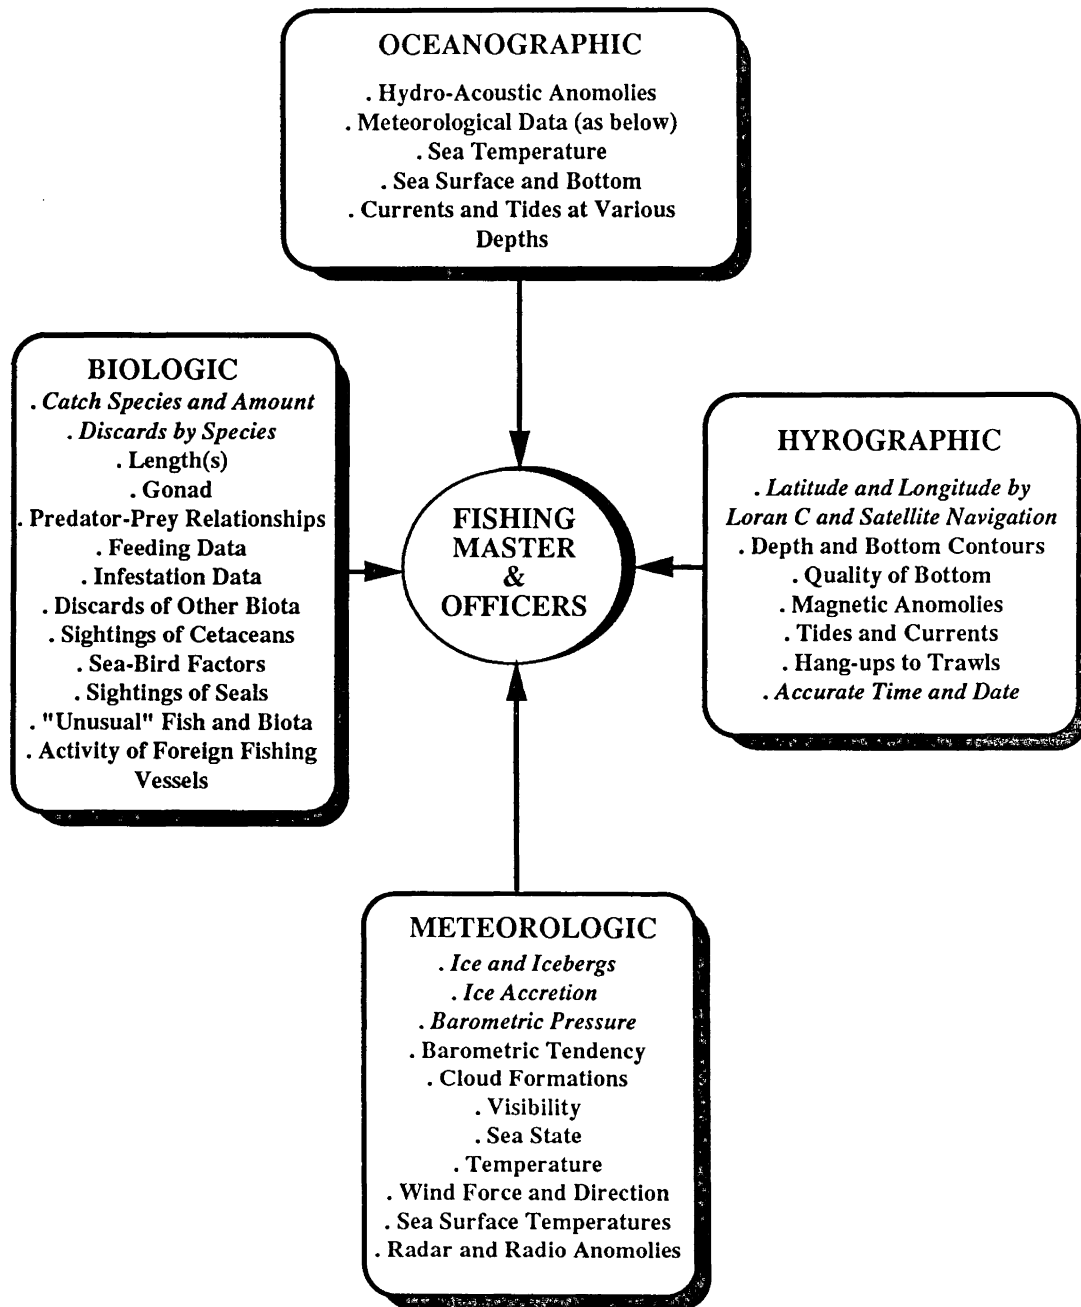 OCEANOGRAPHIC
. Hydro-Acoustic Anomolies
. Meteorological Data (as below)
. Sea Temperature
. Sea Surface and Bottom
. Currents and Tides at Various
Depths
BIOLOGIC
. Catch Species and Amount
. Discards by Species
. Length(s)
. Gonad
. Predator-Prey Relationships
. Feeding Data
. Infestation Data
. Discards of Other Biota
. Sightings of Cetaceans
. Sea-Bird Factors
. Sightings of Seals
. "Unusual" Fish and Biota
. Activity of Foreign Fishing
Vessels
FISHING
MASTER
&
OFFICERS
HYROGRAPHIC
. Latitude and Longitude by
Loran C and Satellite Navigation
. Depth and Bottom Contours
. Quality of Bottom
. Magnetic Anomolies
. Tides and Currents
. Hang-ups to Trawls
. Accurate Time and Date
METEOROLOGIC
. Ice and Icebergs
. Ice Accretion
. Barometric Pressure
. Barometric Tendency
. Cloud Formations
. Visibility
. Sea State
. Temperature
. Wind Force and Direction
. Sea Surface Temperatures
. Radar and Radio Anomolies